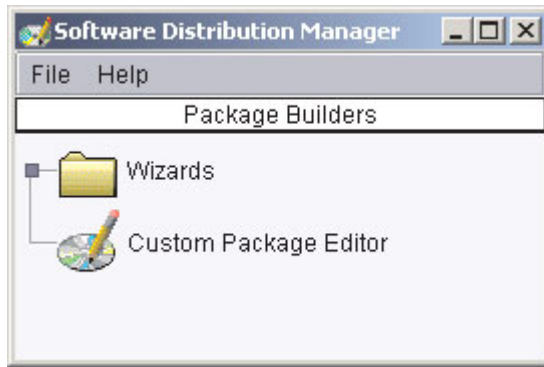 Software Distribution Manager
File Help
Package Builders
Wizards
Custom Package Editor